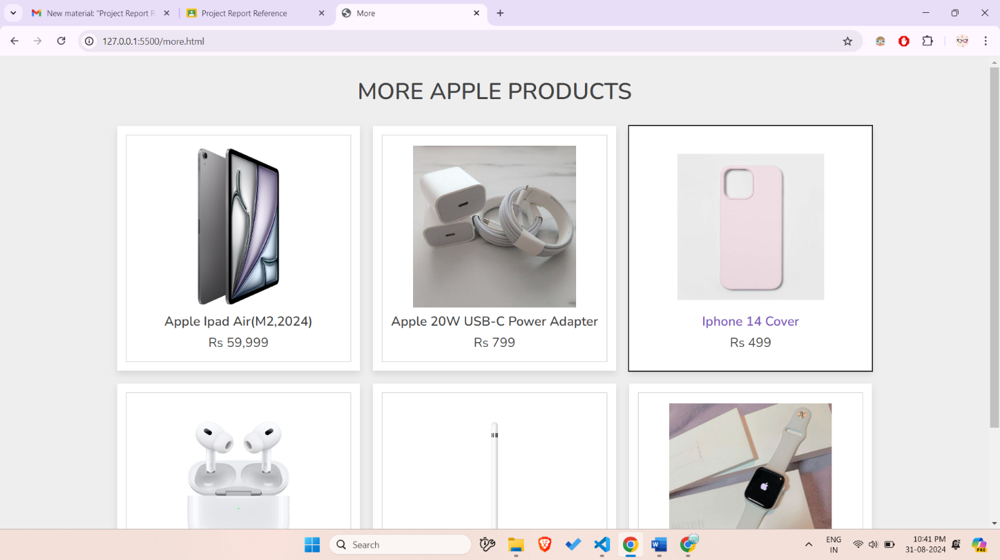 New material: "Project Report R
Project Report Reference
More
127.0.0.1:5500/more.html
MORE APPLE PRODUCTS
Apple Ipad Air(M2,2024)
Rs 59,999
Apple 20W USB-C Power Adapter
Rs 799
Iphone 14 Cover
Rs 499
Search
ENG
IN
10:41 PM
31-08-2024
PRE